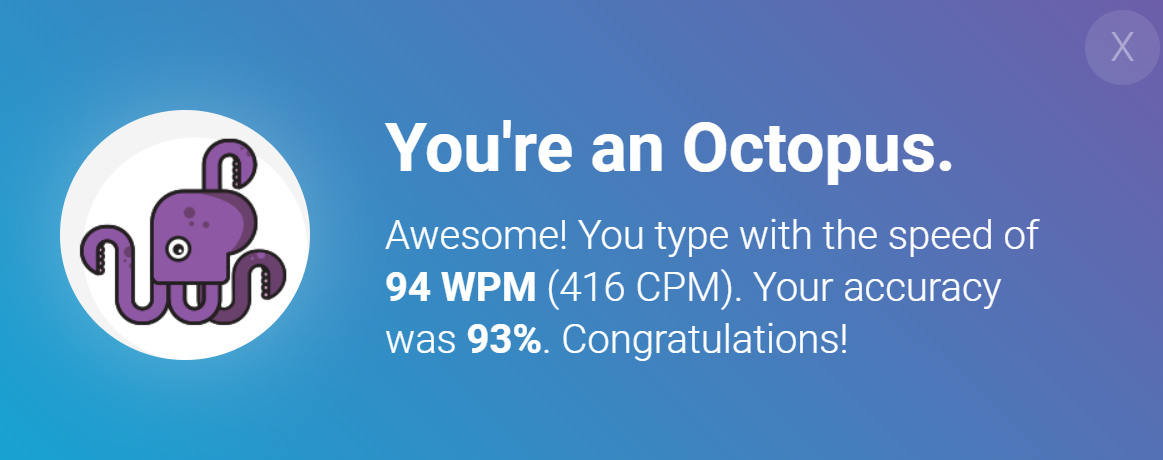 X
You're an Octopus.
Awesome! You type with the speed of
94 WPM (416 CPM). Your accuracy
was 93%. Congratulations!